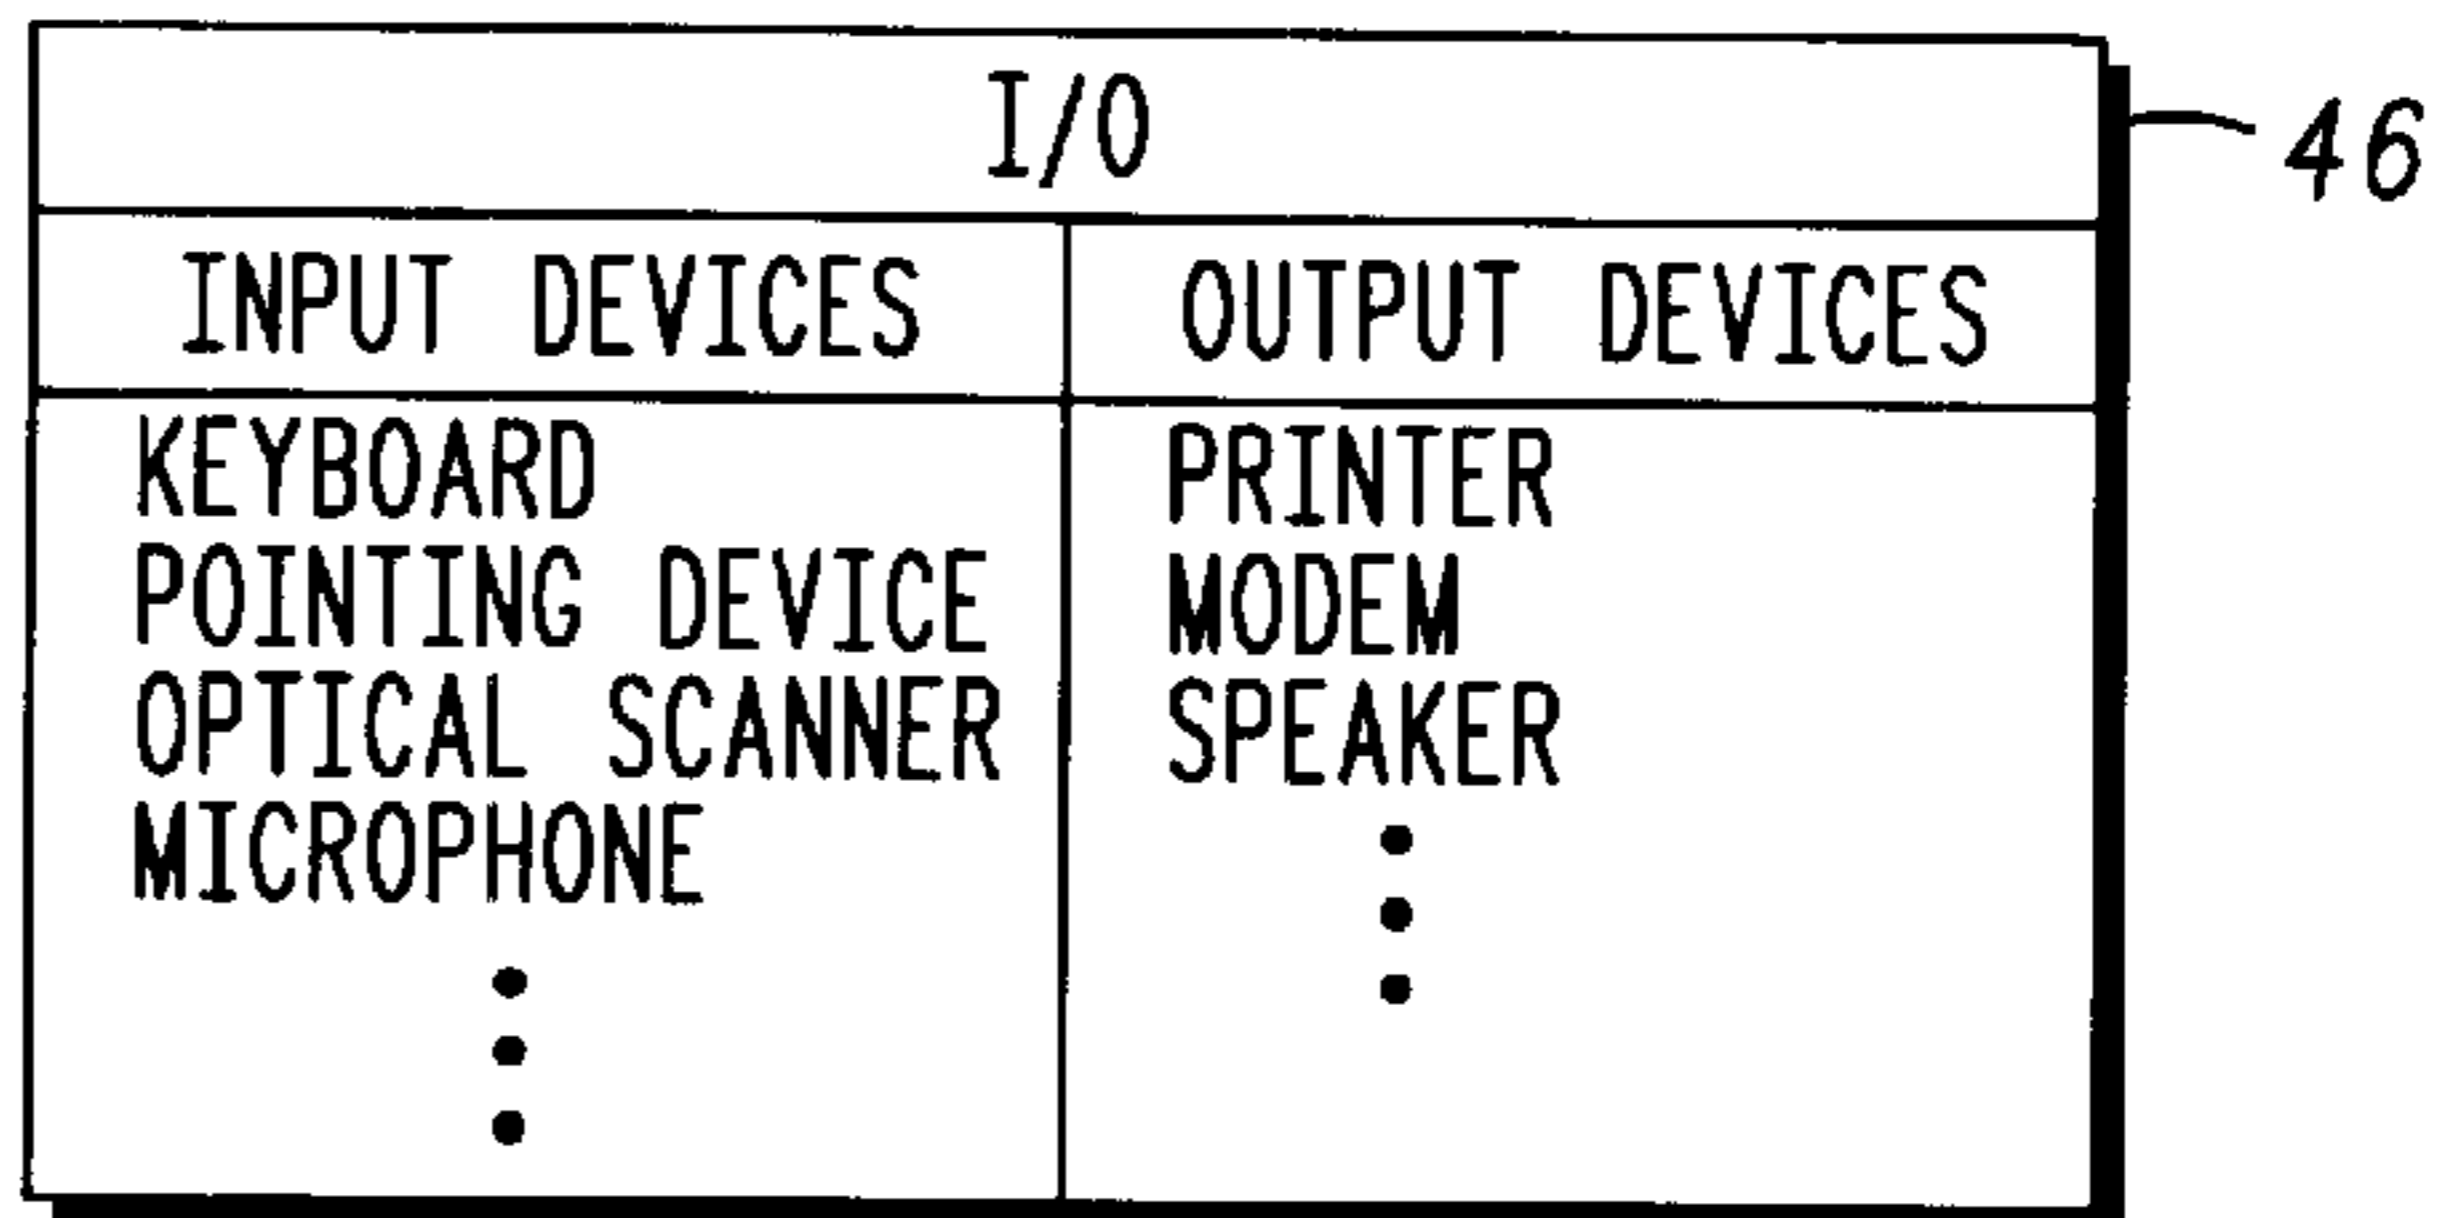 I/O
46
INPUT DEVICES
OUTPUT DEVICES
KEYBOARD
POINTING DEVICE
OPTICAL SCANNER
MICROPHONE
PRINTER
MODEM
SPEAKER